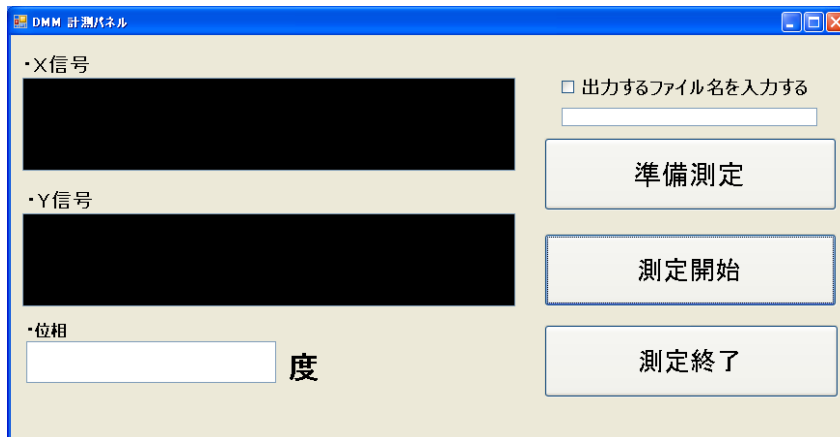 DMM 計測パネル
・X信号
・Y信号
・位相
度
出力するファイル名を入力する
準備測定
測定開始
測定終了